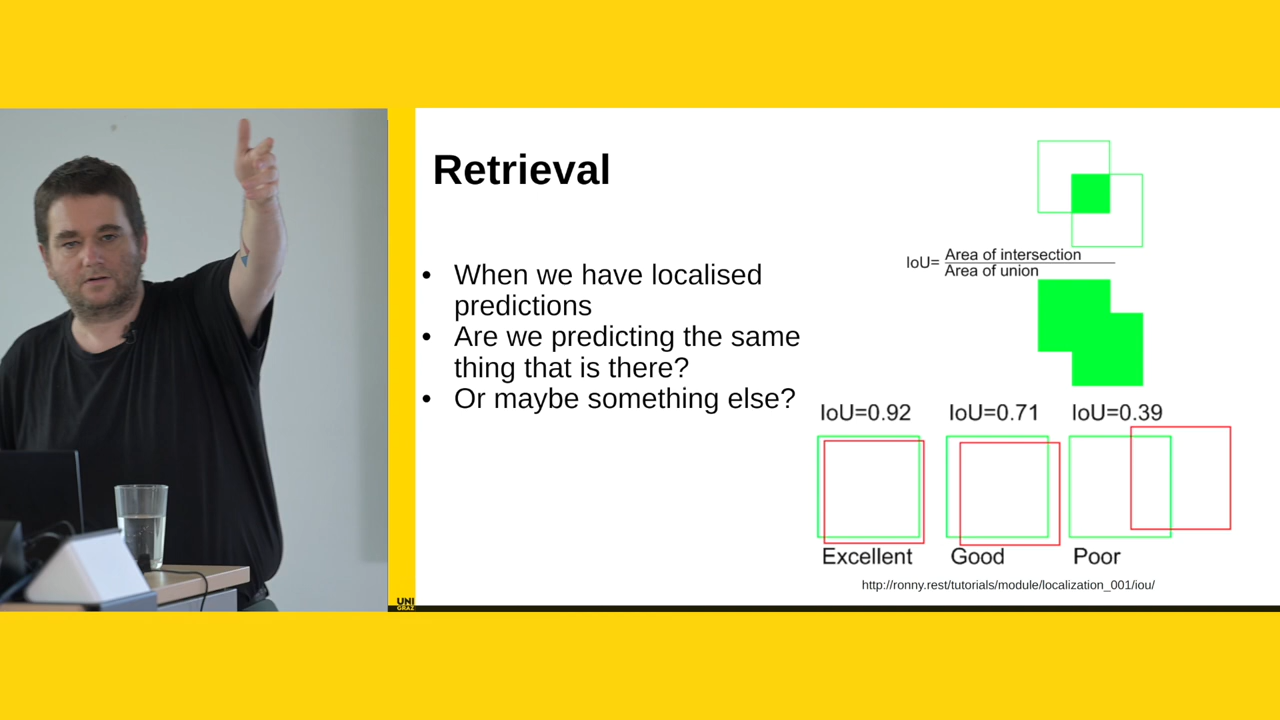 Retrieval
• When we have localised
predictions
• Are we predicting the same
thing that is there?
• Or maybe something else?
IoU=
Area of intersection
Area of union
IoU=0.92
IoU=0.71
IoU=0.39
Excellent
Good
Poor
http://ronny.rest/tutorials/module/localization_001/iou/
UNI
GRAZ